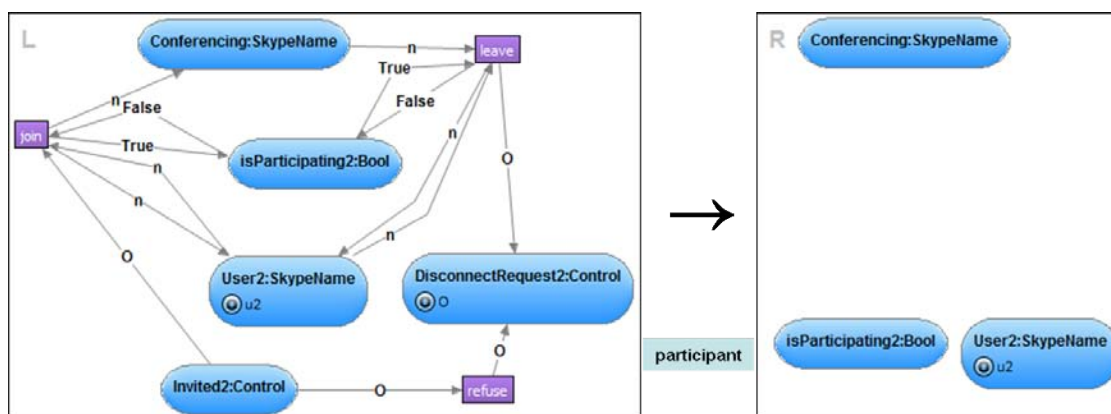 L
Conferencing:SkypeName
n
leave
True
n
False
False
join
True
isParticipating2:Bool
n
n
O
n
n
O
User2:SkypeName
u2
DisconnectRequest2:Control
O
O
Invited2:Control
O
refuse
participant
R
Conferencing:SkypeName
isParticipating2:Bool
User2:SkypeName
u2